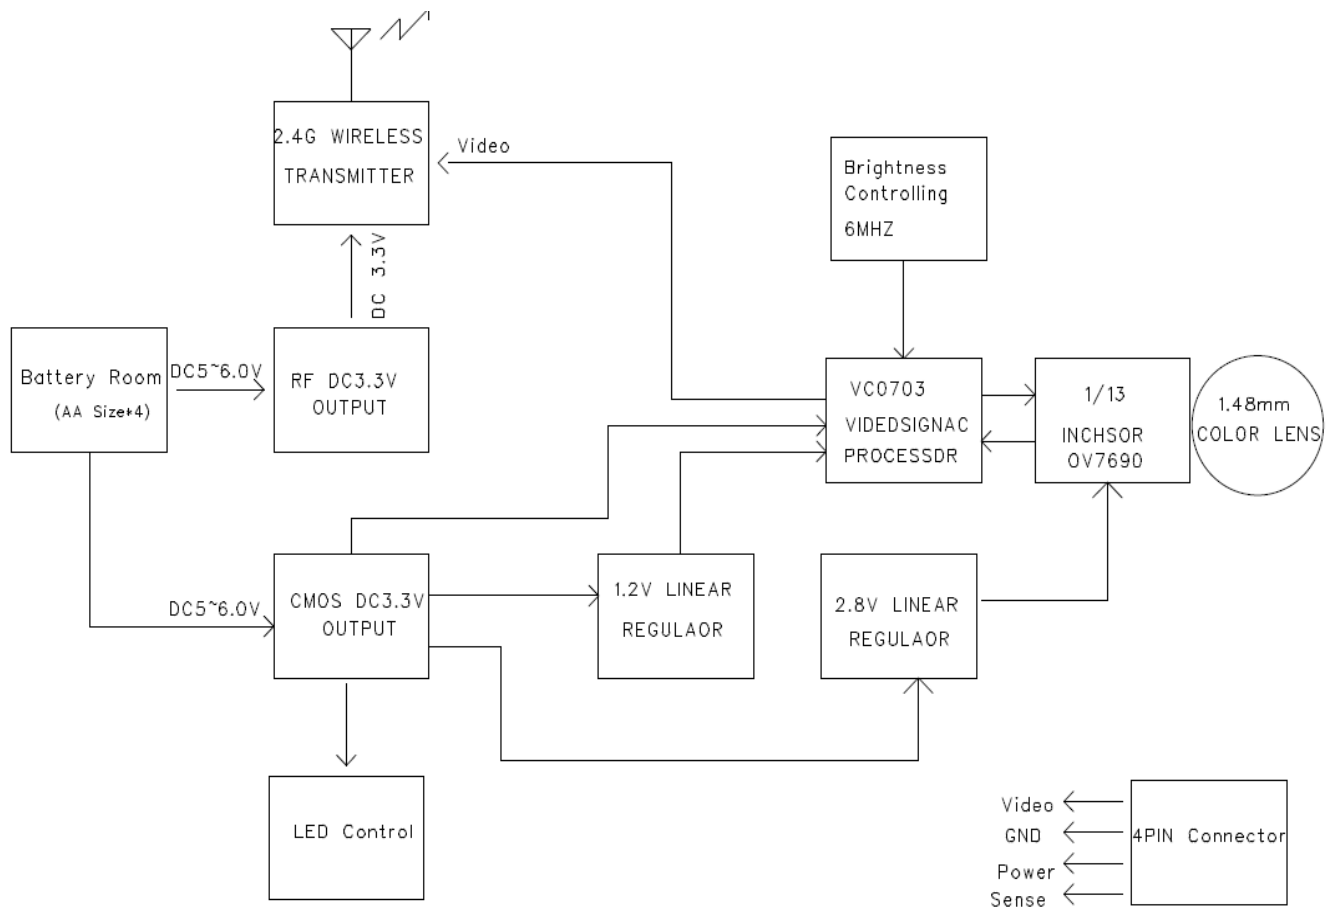 2.4G WIRELESS
TRANSMITTER
Video
Brightness
Controlling
6MHZ
DC 3.3V
Battery Room
(AA Size*4)
DC5~6.0V
RF DC3.3V
OUTPUT
VC0703
VIDEDSIGNAC
PROCESSDR
1/13
INCHSOR
OV7690
1.48mm
COLOR LENS
DC5~6.0V
CMOS DC3.3V
OUTPUT
1.2V LINEAR
REGULAOR
2.8V LINEAR
REGULAOR
LED Control
Video
GND
Power
Sense
4PIN Connector